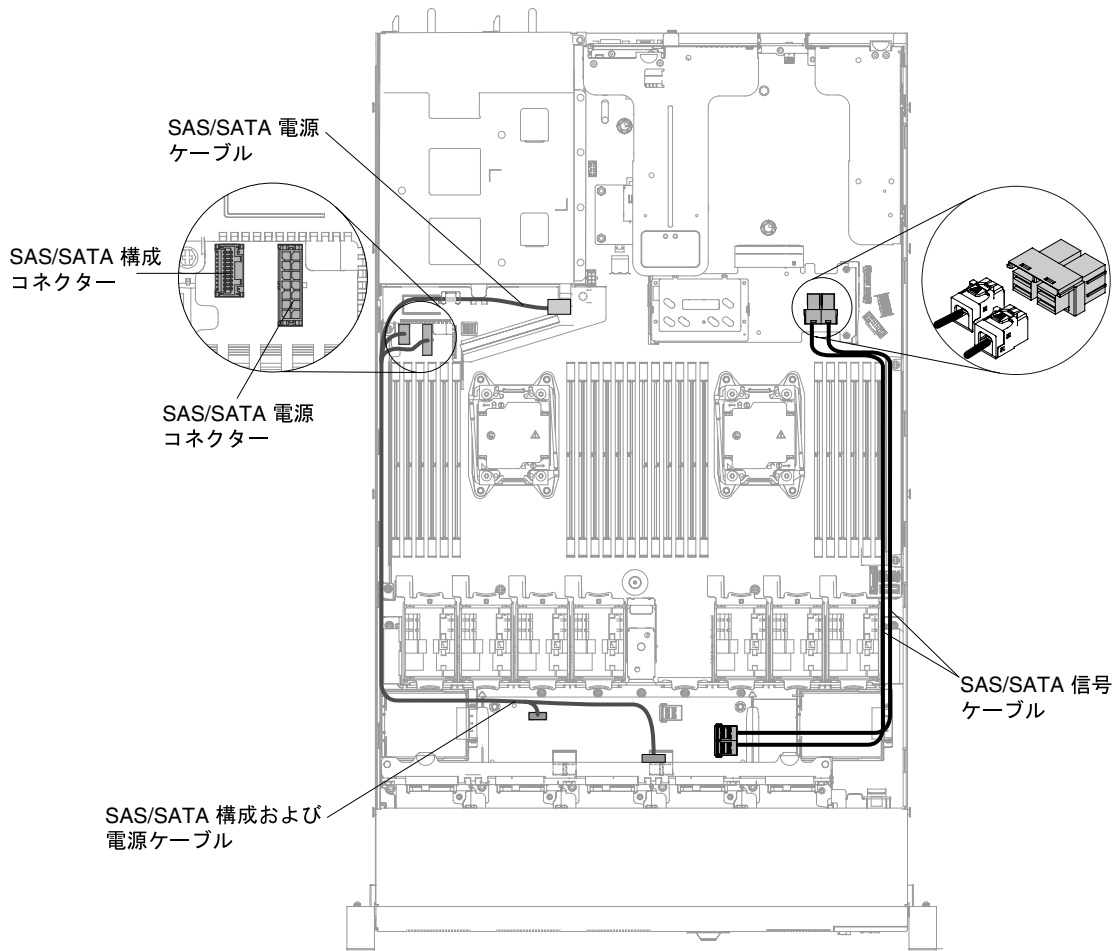 SAS/SATA 電源
ケーブル
SAS/SATA 構成
コネクター
SAS/SATA 電源
コネクター
SAS/SATA 信号
ケーブル
SAS/SATA 構成および
電源ケーブル